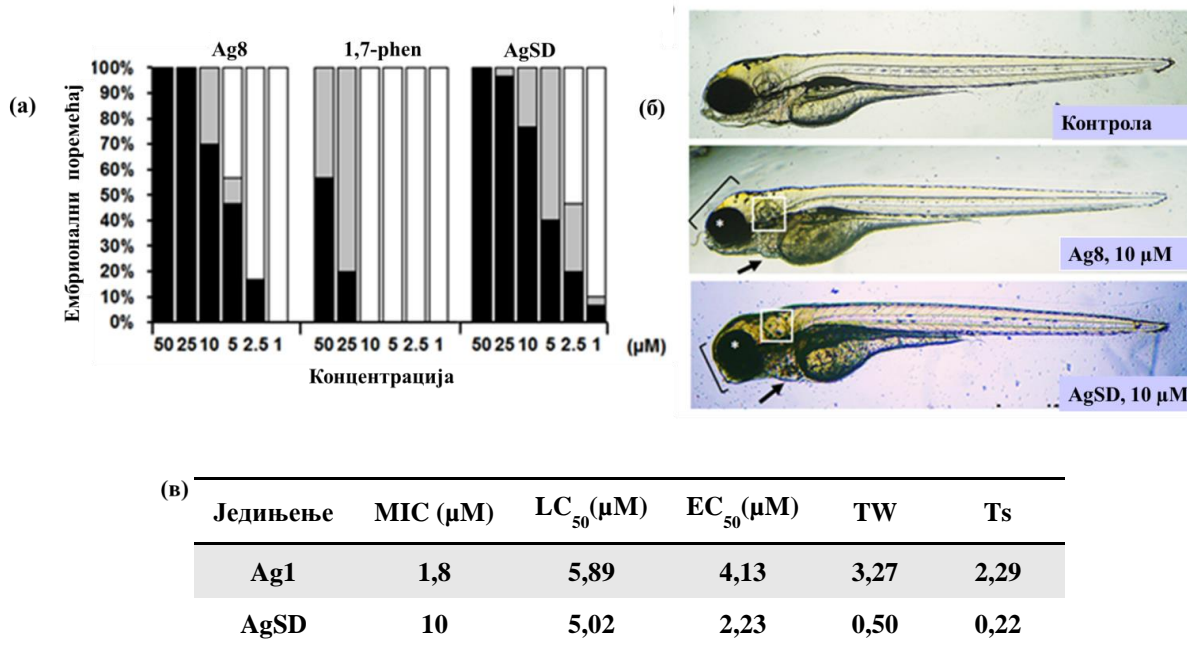 Ag8
1,7-phen
AgSD
(а)
Ембрионални поремећај
100%
90%
80%
70%
60%
50%
40%
30%
20%
10%
0%
50 25 10 5 2.5 1 50 25 10 5 2.5 1 50 25 10 5 2.5 1 (µM)
Концентрација
(б)
Контрола
*
Ag8, 10 µM
*
AgSD, 10 µM
(в)
Једињење MIC (µM) LC50(µM) EC50(µM) TW Ts
Ag1 1,8 5,89 4,13 3,27 2,29
AgSD 10 5,02 2,23 0,50 0,22